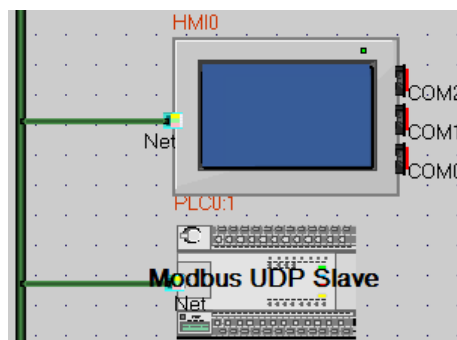 HMI0
COM2
COM1
Net
COM0
PLC0:1
Modbus UDP Slave
Net